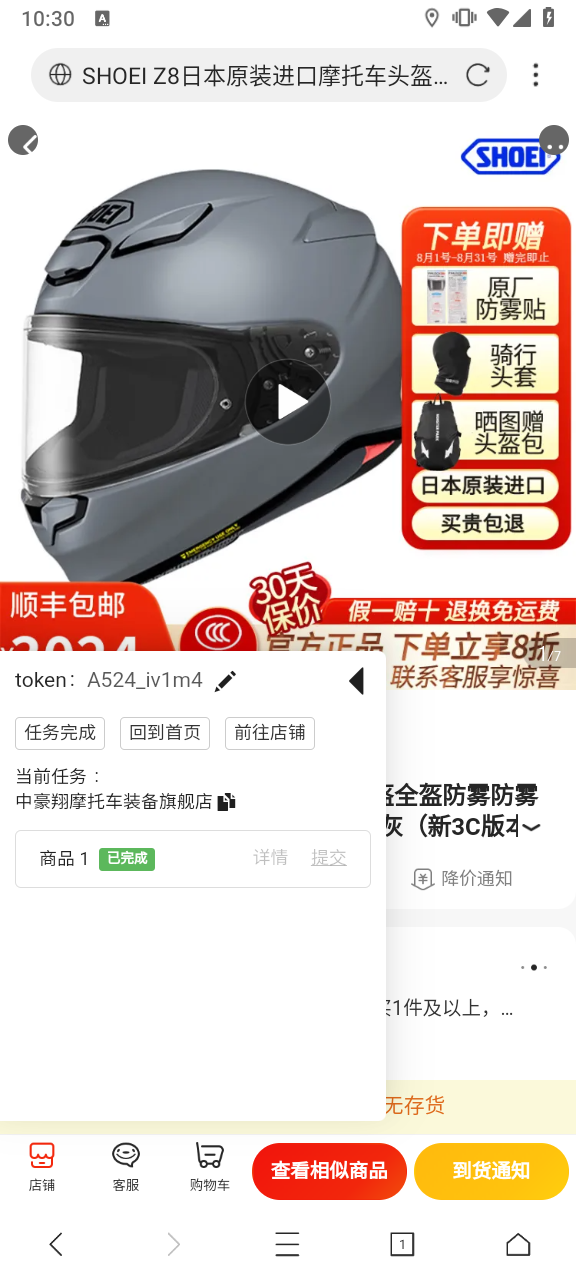 10:30
A
SHOEI Z8日本原装进口摩托车头盔...
SHOEI
下单即赠
8月1号-8月31号 赠完即止
原厂
防雾贴
骑行
头套
晒图赠
头盔包
日本原装进口
买贵包退
EMERGENCY USE ONLY
30天
保价
顺丰包邮
假一赔十 退换免运费
官方正品 下单立享8折
联系客服享惊喜
1/7
token: A524_iv1m4
任务完成
回到首页
前往店铺
当前任务：
中豪翔摩托车装备旗舰店
商品 1
已完成
详情
提交
全盔防雾防雾
灰（新3C版本
降价通知
买1件及以上，...
无存货
店铺
客服
购物车
查看相似商品
到货通知
1